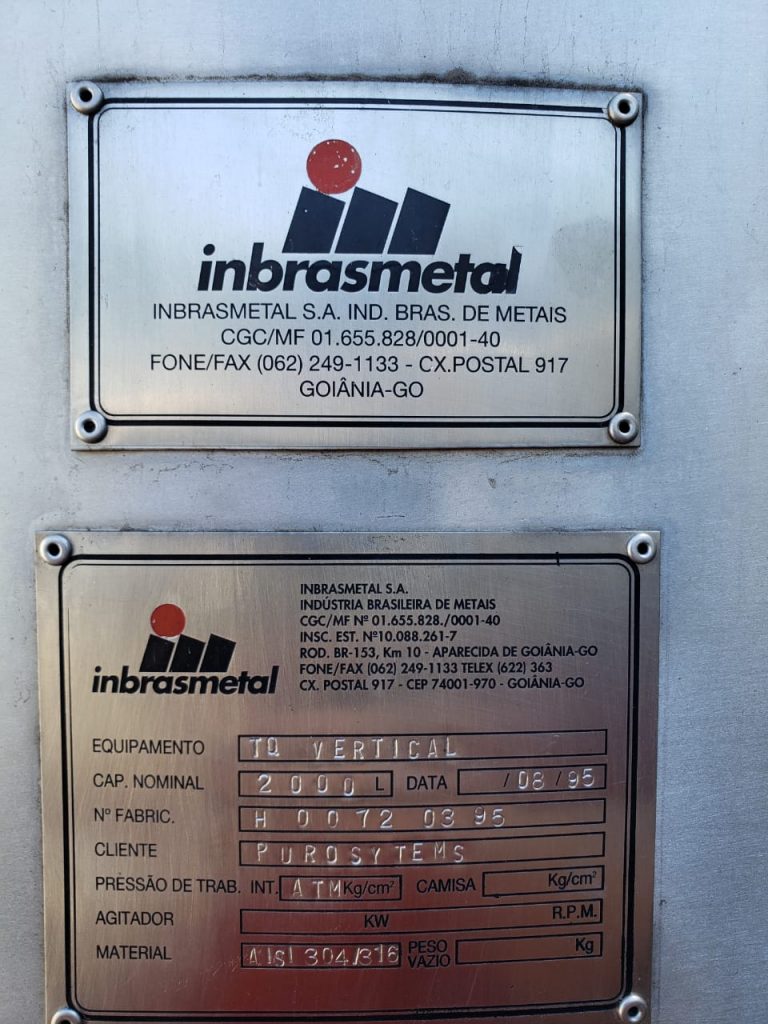 inbrasmetal
INBRASMETAL S.A. IND. BRAS. DE METAIS
CGC/MF 01.655.828/0001-40
FONE/FAX (062) 249-1133 - CX.POSTAL 917
GOIÂNIA-GO
inbrasmetal
INBRASMETAL S.A.
INDÚSTRIA BRASILEIRA DE METAIS
CGC/MF Nº 01.655.828./0001-40
INSC. EST. Nº10.088.261-7
ROD. BR-153, Km 10 - APARECIDA DE GOIÂNIA-GO
FONE/FAX (062) 249-1133 TELEX (622) 363
CX. POSTAL 917 - CEP 74001-970 - GOIÂNIA-GO
EQUIPAMENTO TQ VERTICAL
CAP. NOMINAL 2000 L DATA /08/95
Nº FABRIC. H 0072 0395
CLIENTE PUROSYTEMS
PRESSÃO DE TRAB. INT. ATM Kg/cm² CAMISA Kg/cm²
AGITADOR KW R.P.M.
MATERIAL AISI 304/316 PESO VAZIO Kg